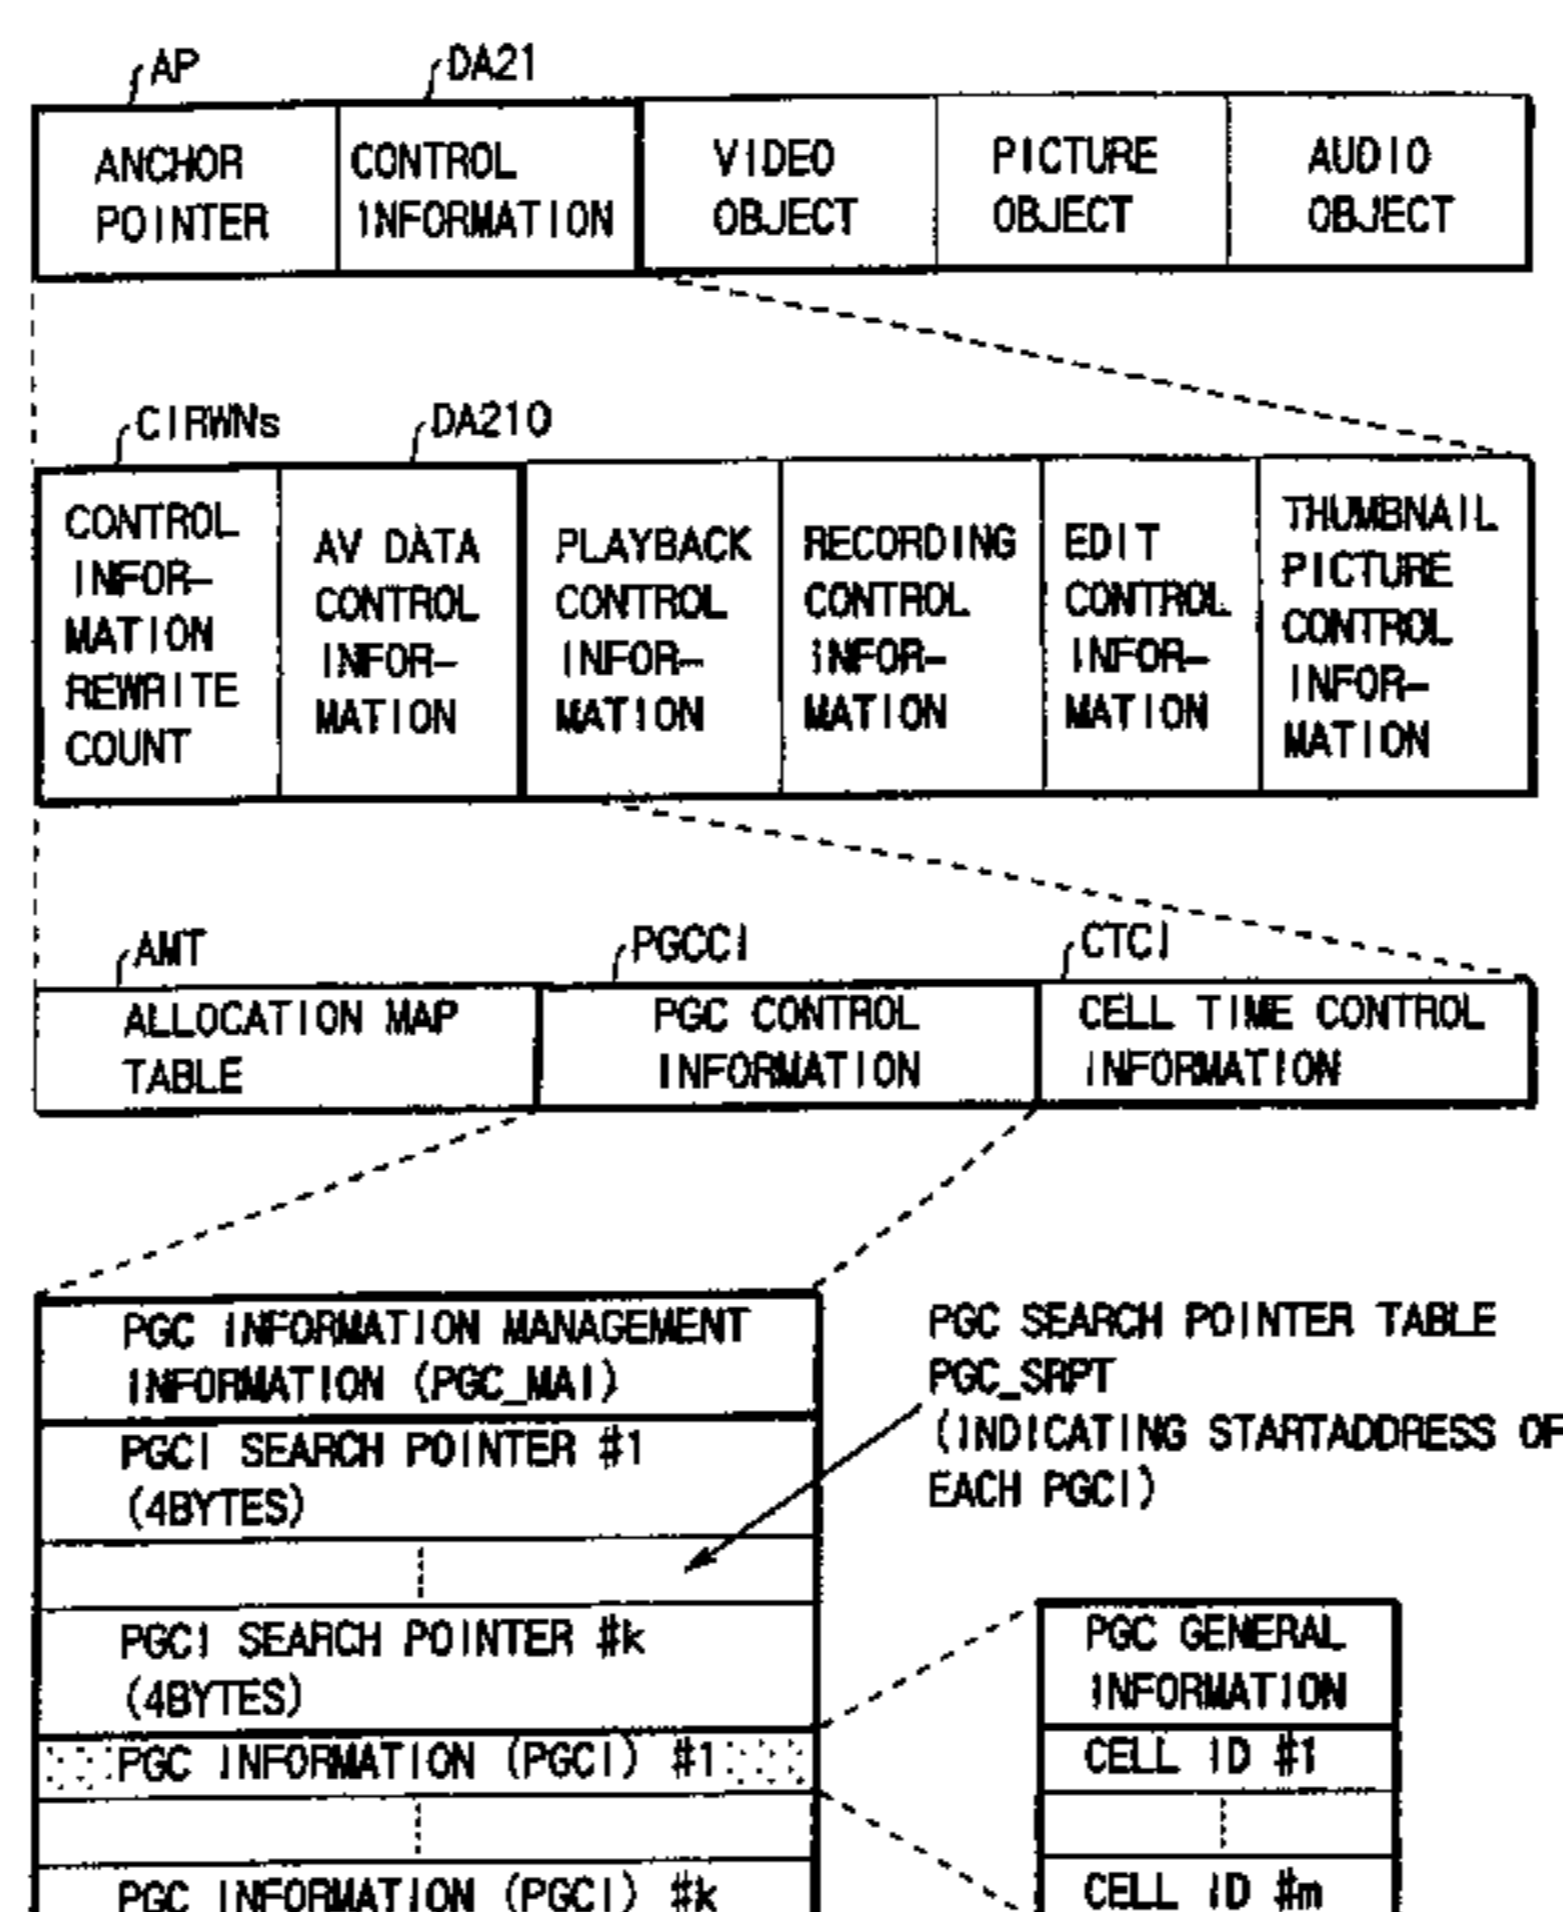 AP
DA21
ANCHOR
POINTER
CONTROL
INFORMATION
VIDEO
OBJECT
PICTURE
OBJECT
AUDIO
OBJECT
CIRWNs
DA210
CONTROL
INFOR-
MATION
REWRITE
COUNT
AV DATA
CONTROL
INFOR-
MATION
PLAYBACK
CONTROL
INFOR-
MATION
RECORDING
CONTROL
INFOR-
MATION
EDIT
CONTROL
INFOR-
MATION
THUMBNAIL
PICTURE
CONTROL
INFOR-
MATION
AMT
PGCCI
CTCI
ALLOCATION MAP
TABLE
PGC CONTROL
INFORMATION
CELL TIME CONTROL
INFORMATION
PGC INFORMATION MANAGEMENT
INFORMATION (PGC_MAI)
PGCI SEARCH POINTER #1
(4BYTES)
PGCI SEARCH POINTER #k
(4BYTES)
PGC INFORMATION (PGCI) #1
PGC INFORMATION (PGCI) #k
PGC SEARCH POINTER TABLE
PGC_SRPT
(INDICATING STARTADDRESS OF
EACH PGCI)
PGC GENERAL
INFORMATION
CELL ID #1
CELL ID #m